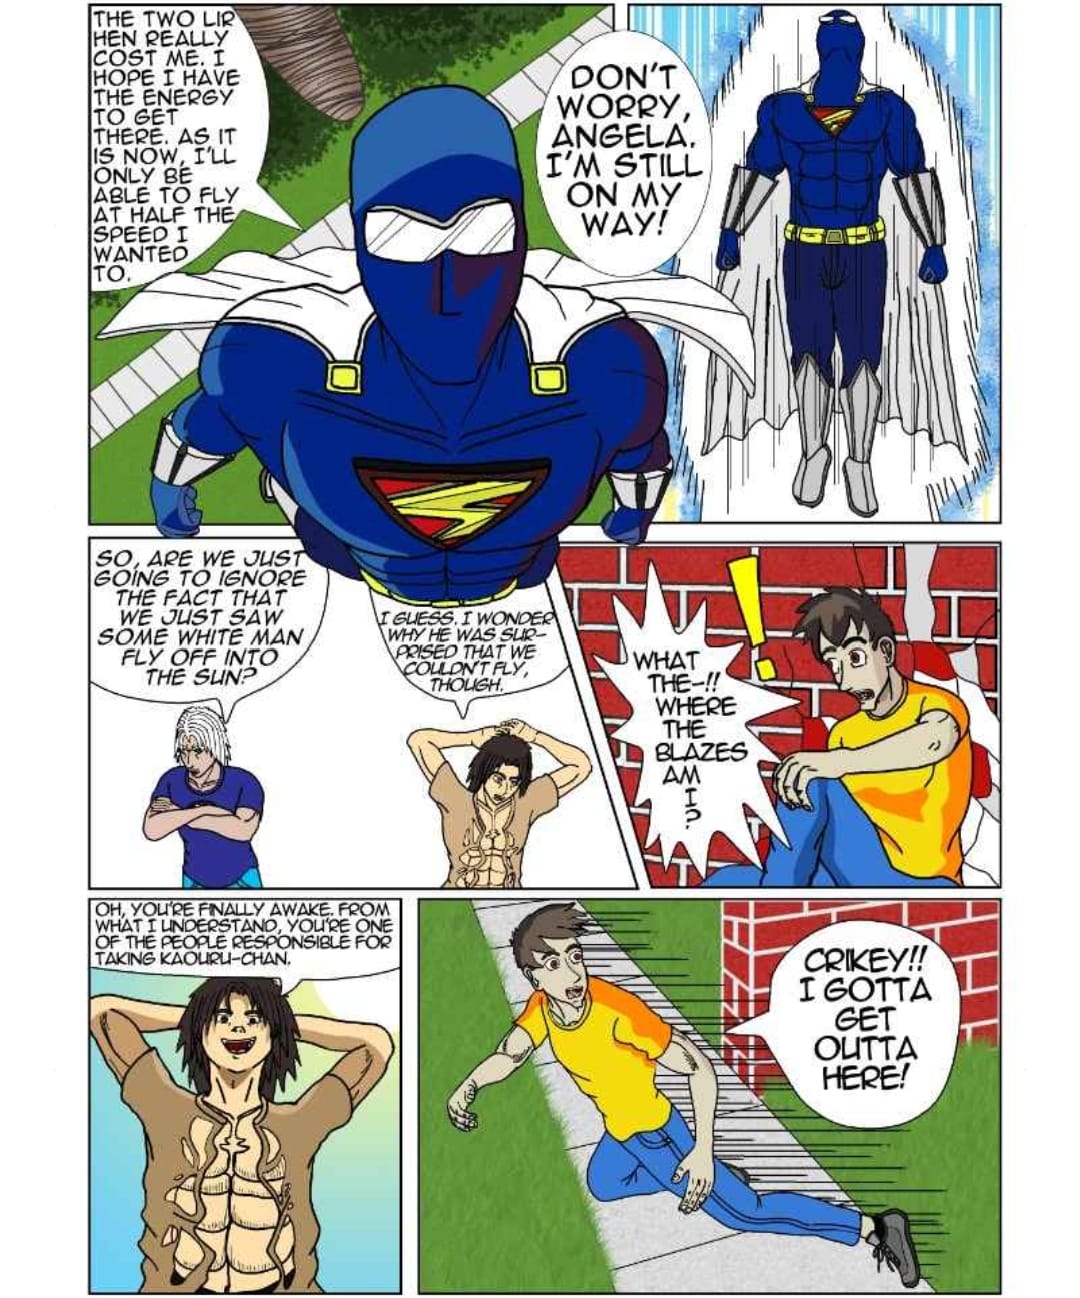 THE TWO LIR
HEN REALLY
COST ME. I
HOPE I HAVE
THE ENERGY
TO GET
THERE. AS IT
IS NOW, I'LL
ONLY BE
ABLE TO FLY
AT HALF THE
SPEED I
WANTED
TO.
DON'T
WORRY,
ANGELA.
I'M STILL
ON MY
WAY!
SO, ARE WE JUST
GOING TO IGNORE
THE FACT THAT
WE JUST SAW
SOME WHITE MAN
FLY OFF INTO
THE SUN?
I GUESS. I WONDER
WHY HE WAS SUR-
PRISED THAT WE
COULDN'T FLY,
THOUGH.
!
WHAT
THE-!!
WHERE
THE
BLAZES
AM
I
?
OH, YOU'RE FINALLY AWAKE. FROM
WHAT I UNDERSTAND, YOU'RE ONE
OF THE PEOPLE RESPONSIBLE FOR
TAKING KAOURU-CHAN.
CRIKEY!!
I GOTTA
GET
OUTTA
HERE!